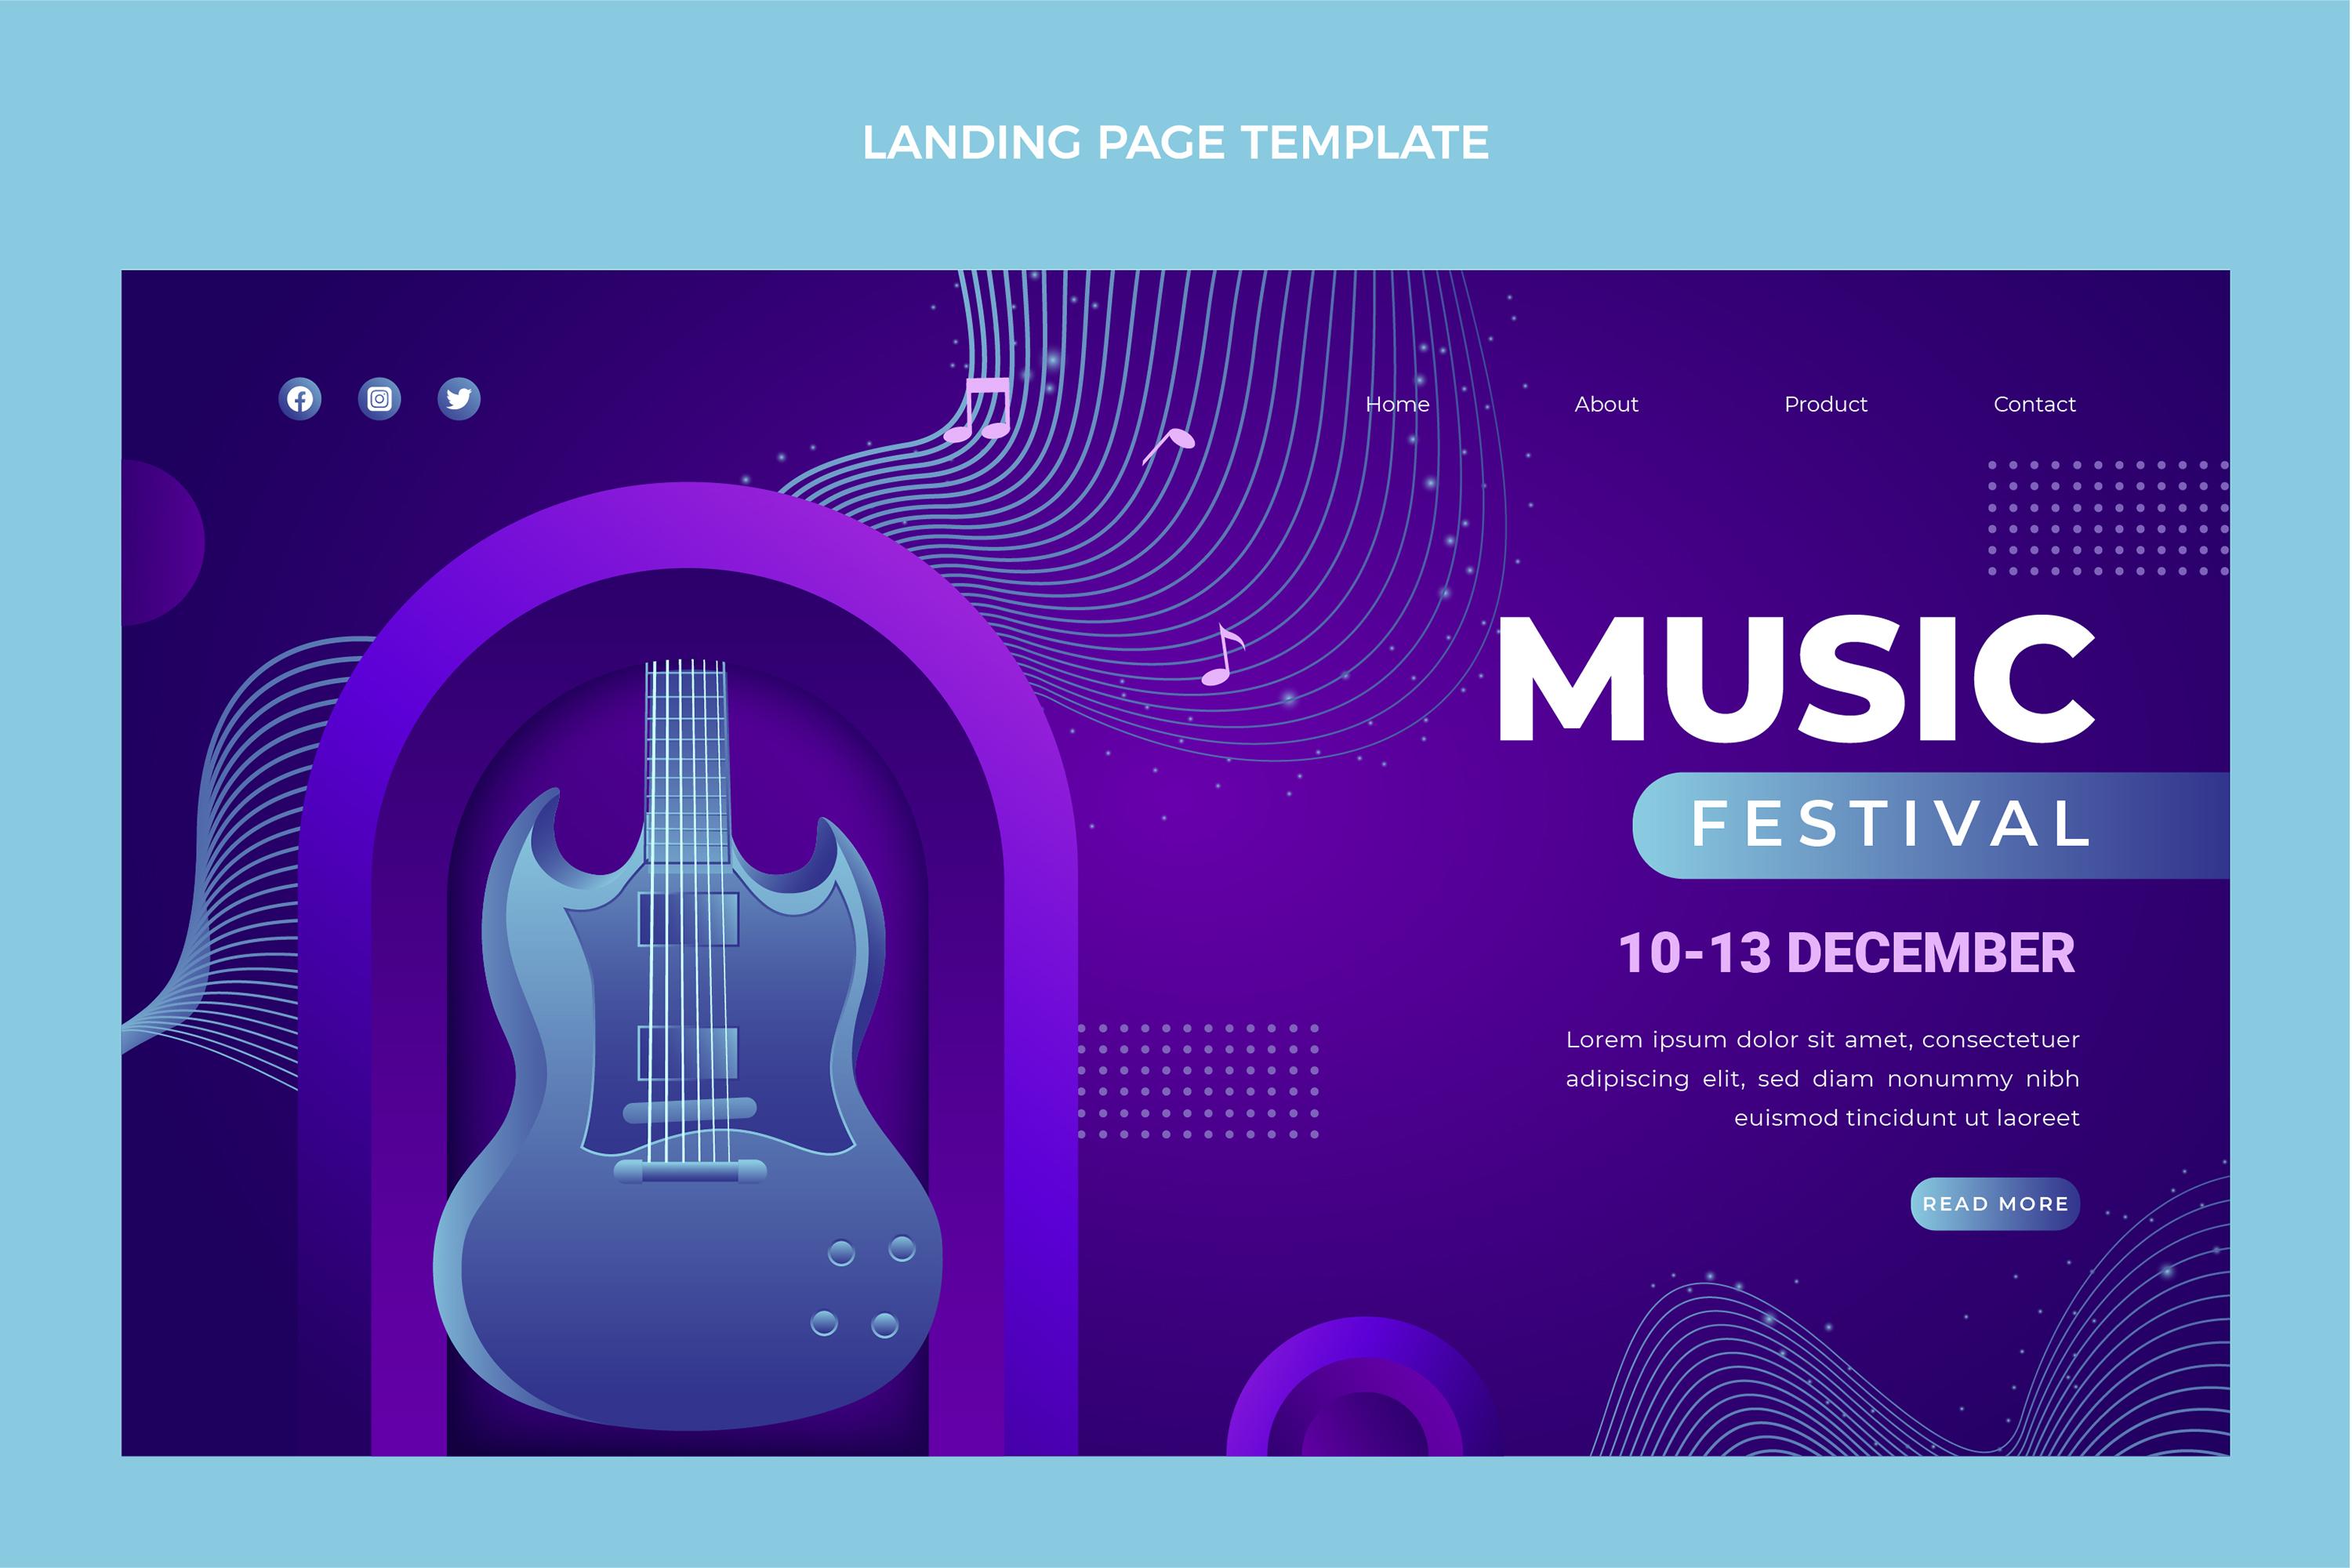 LANDING PAGE TEMPLATE
Home About Product Contact
MUSIC
FESTIVAL
10-13 DECEMBER
Lorem ipsum dolor sit amet, consectetuer
adipiscing elit, sed diam nonummy nibh
euismod tincidunt ut laoreet
READ MORE